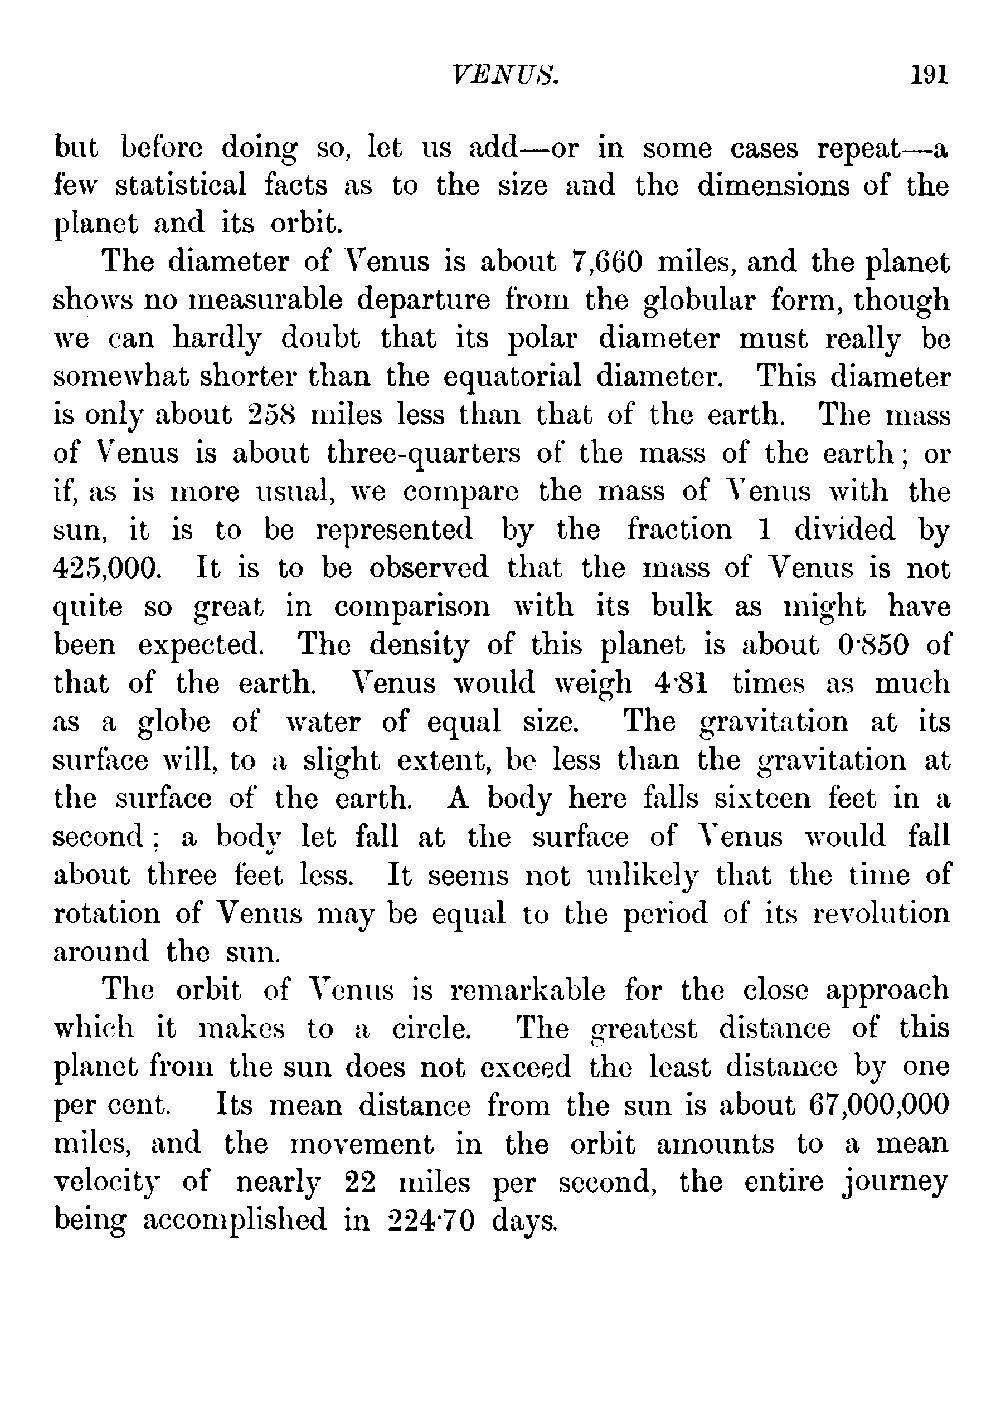 VENUS. 191
but before doing so, let us add—or in some cases repeat—a
few statistical facts as to the size and the dimensions of the
planet and its orbit.
The diameter of Venus is about 7,660 miles, and the planet
shows no measurable departure from the globular form, though
we can hardly doubt that its polar diameter must really be
somewhat shorter than the equatorial diameter. This diameter
is only about 258 miles less than that of the earth. The mass
of Venus is about three-quarters of the mass of the earth; or
if, as is more usual, we compare the mass of Venus with the
sun, it is to be represented by the fraction 1 divided by
425,000. It is to be observed that the mass of Venus is not
quite so great in comparison with its bulk as might have
been expected. The density of this planet is about 0·850 of
that of the earth. Venus would weigh 4·81 times as much
as a globe of water of equal size. The gravitation at its
surface will, to a slight extent, be less than the gravitation at
the surface of the earth. A body here falls sixteen feet in a
second; a body let fall at the surface of Venus would fall
about three feet less. It seems not unlikely that the time of
rotation of Venus may be equal to the period of its revolution
around the sun.
The orbit of Venus is remarkable for the close approach
which it makes to a circle. The greatest distance of this
planet from the sun does not exceed the least distance by one
per cent. Its mean distance from the sun is about 67,000,000
miles, and the movement in the orbit amounts to a mean
velocity of nearly 22 miles per second, the entire journey
being accomplished in 224·70 days.